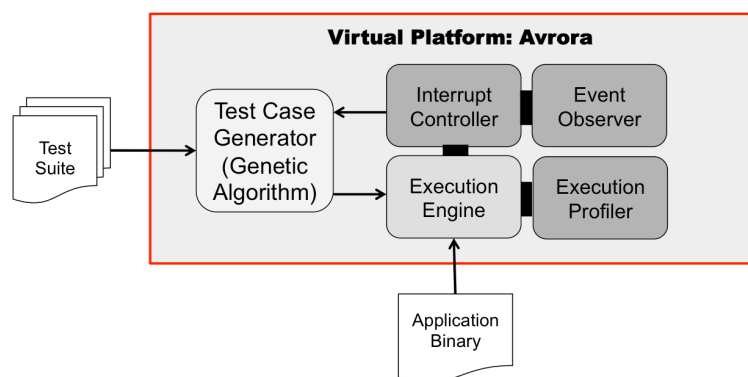 Virtual Platform: Avrora
Test
Suite
Test Case
Generator
(Genetic
Algorithm)
Interrupt
Controller
Event
Observer
Execution
Engine
Execution
Profiler
Application
Binary